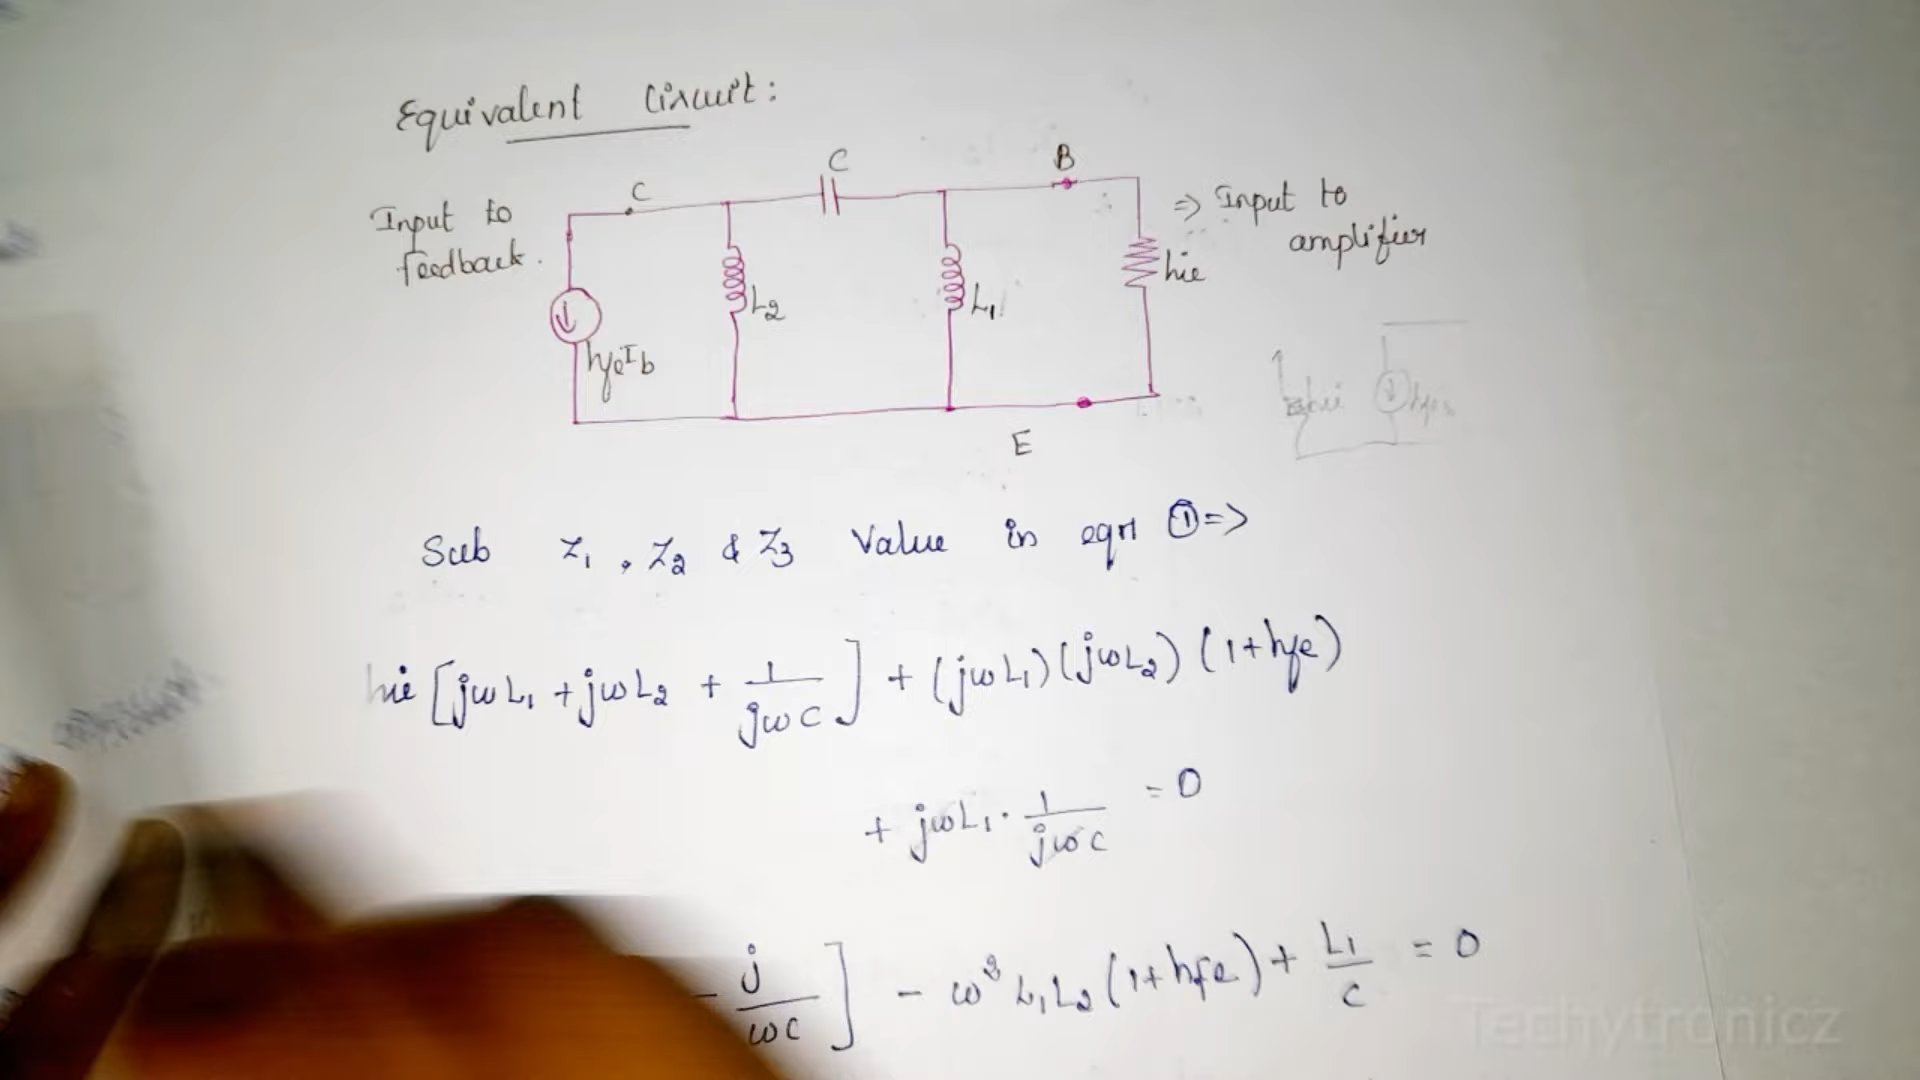 Equivalent Circuit:
C
B
C
Input to
feedback.
⇒ Input to
amplifier
hie
L2
L1
hfeIb
E
Sub Z1, Z2 & Z3 Value in eqn ① =>
hie [jωL1 + jωL2 + 1/jωC] + (jωL1)(jωL2)(1+hfe)
+ jωL1 · 1/jωC = 0
- j/ωC] - ω²L1L2(1+hfe) + L1/C = 0
Techytronicz